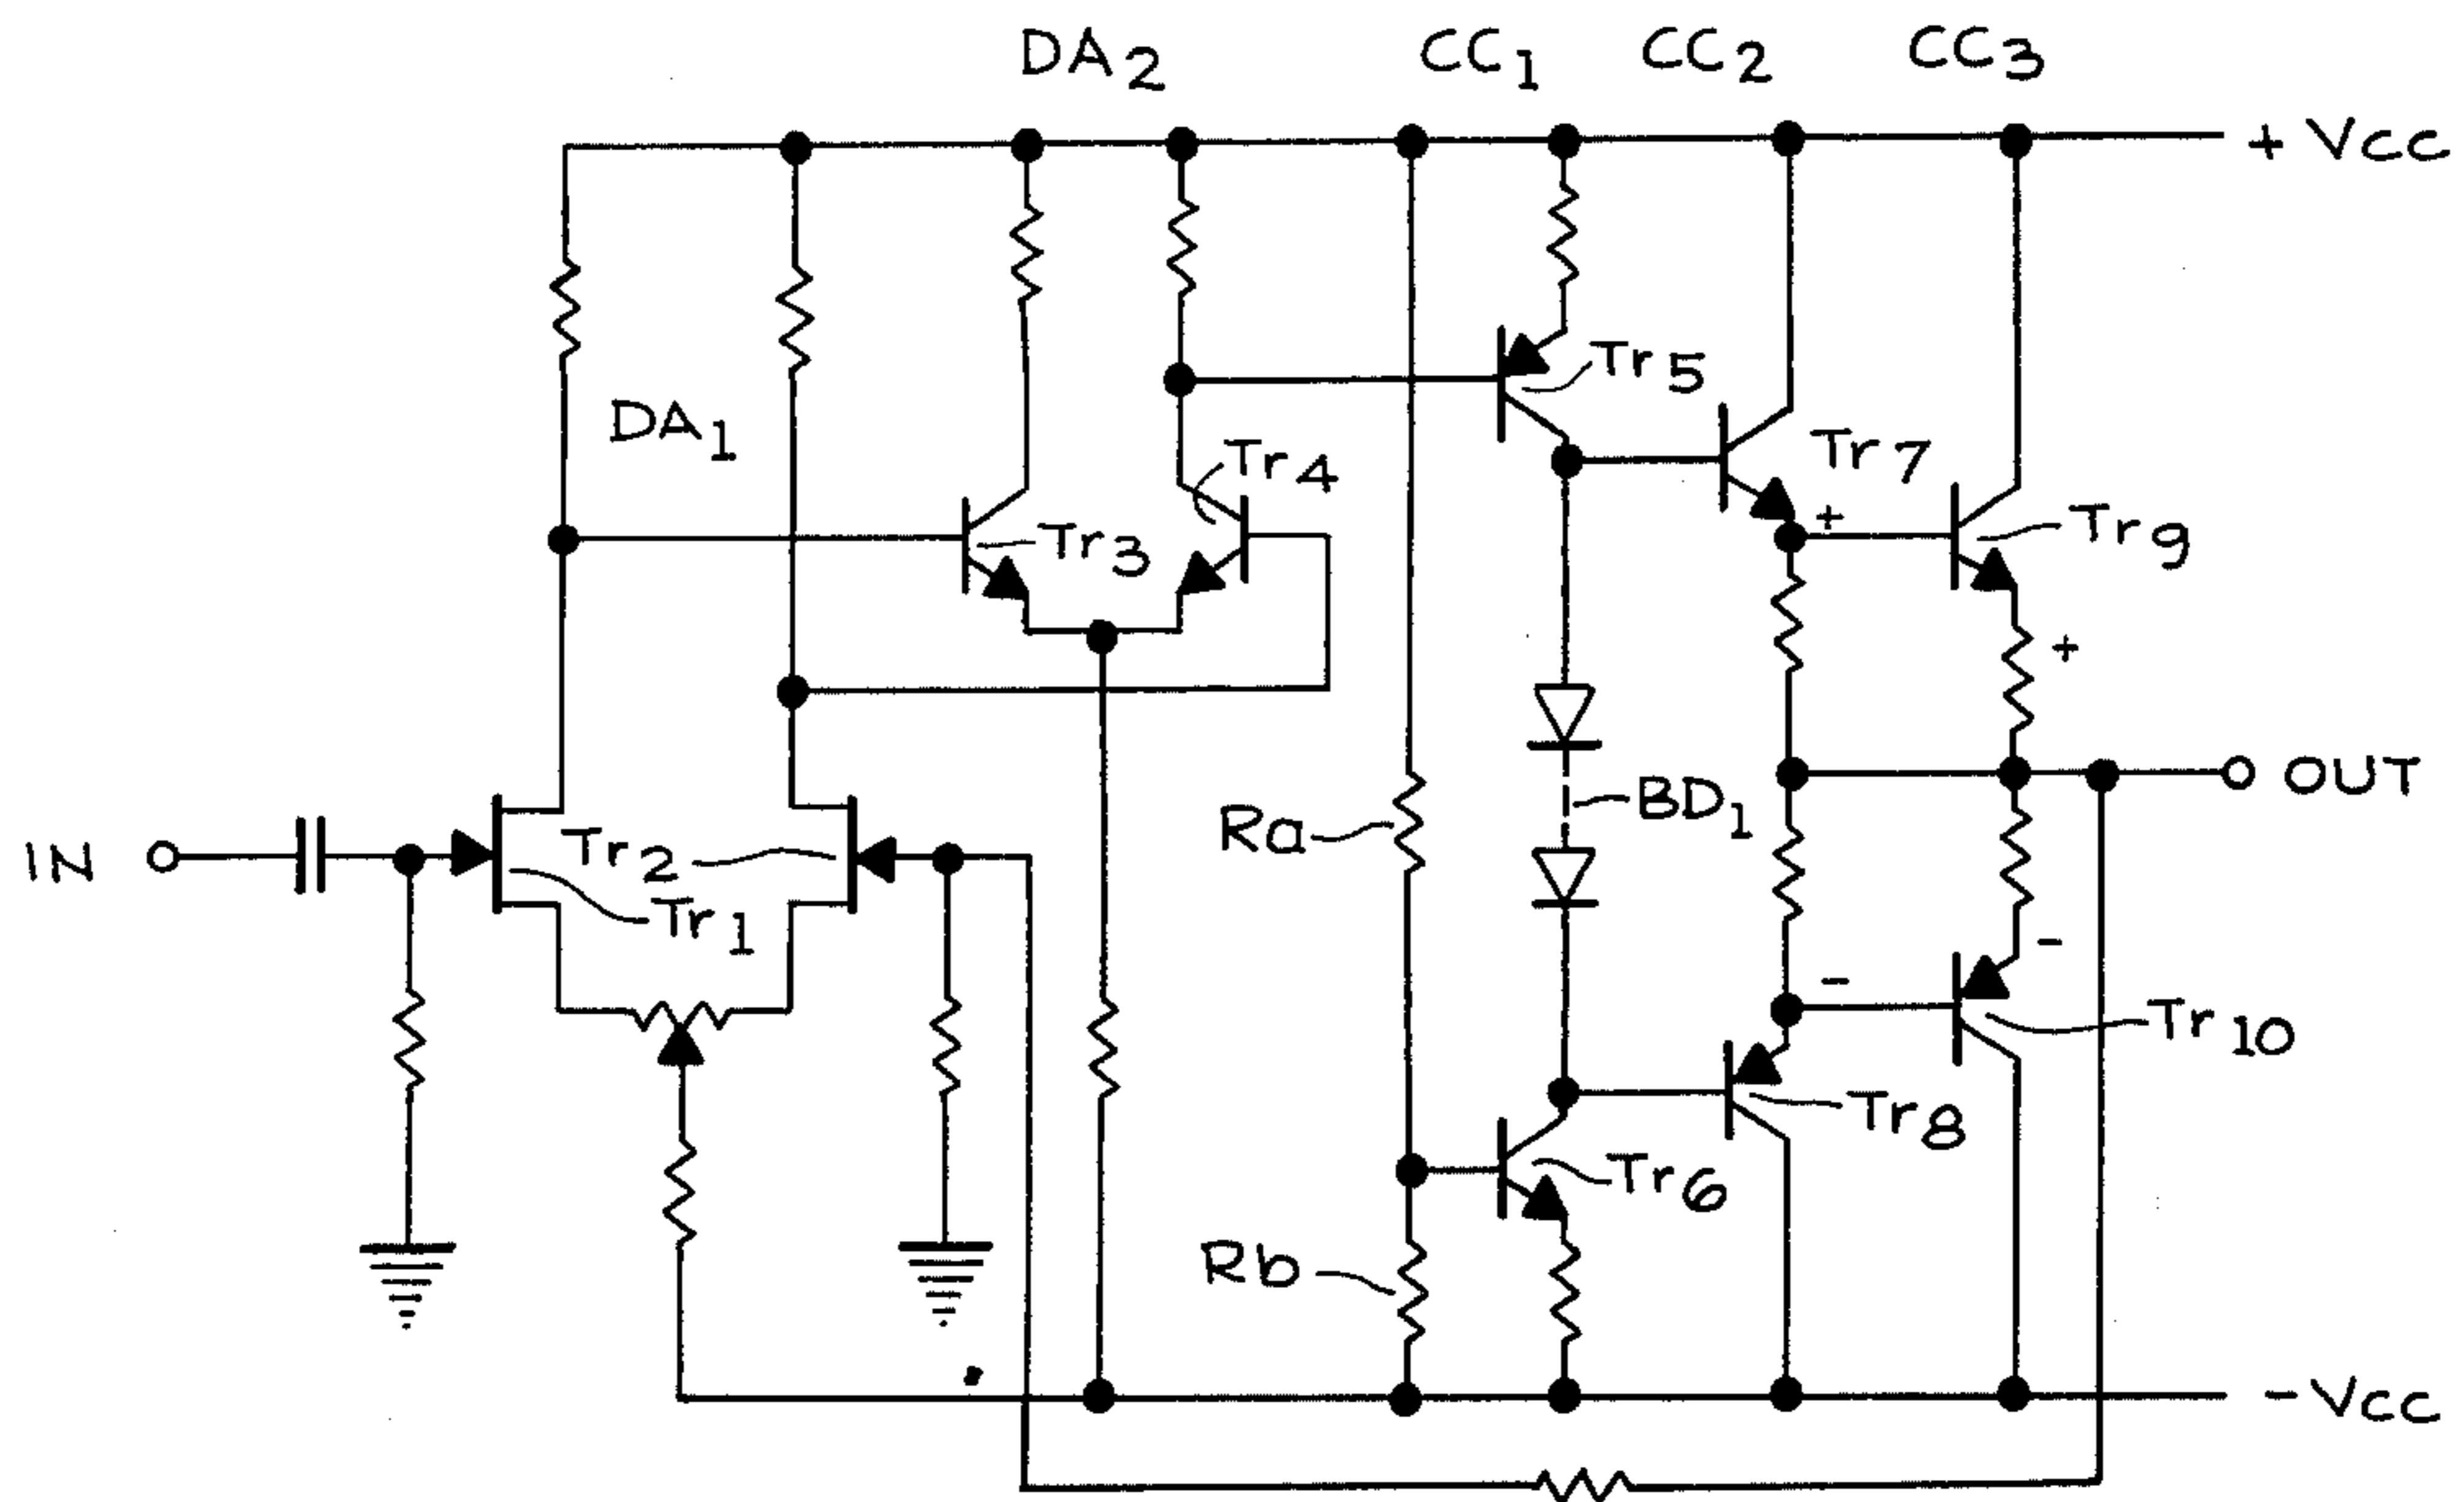 DA2
CC1
CC2
CC3
+ Vcc
Tr5
DA1
Tr4
Tr7
+
Tr3
Tr9
+
OUT
BD1
Ra
IN
Tr2
Tr1
-
-
Tr10
Tr8
Tr6
Rb
- Vcc